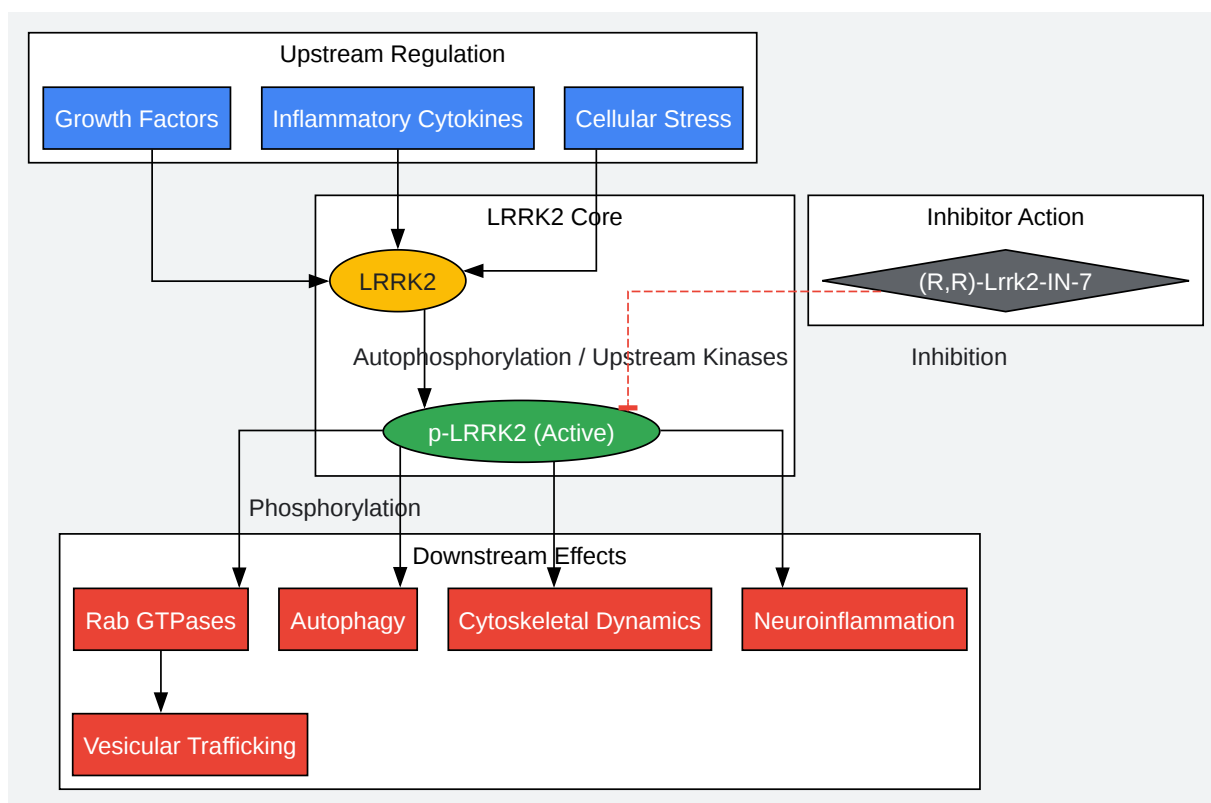 Upstream Regulation
Growth Factors
Inflammatory Cytokines
Cellular Stress
LRRK2 Core
Inhibitor Action
LRRK2
(R,R)-Lrrk2-IN-7
Autophosphorylation / Upstream Kinases
Inhibition
p-LRRK2 (Active)
Phosphorylation
Downstream Effects
Rab GTPases
Autophagy
Cytoskeletal Dynamics
Neuroinflammation
Vesicular Trafficking